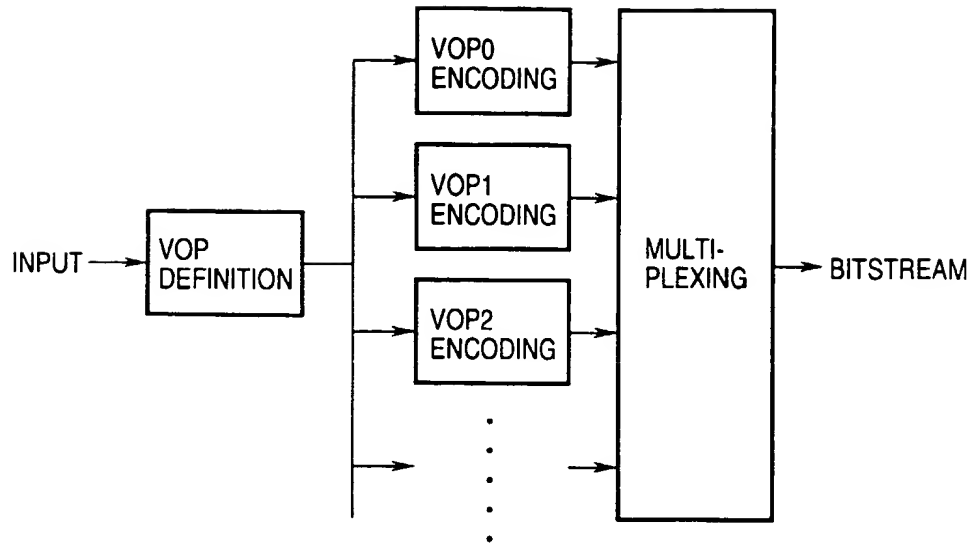 VOP0
ENCODING
VOP1
ENCODING
INPUT
VOP
DEFINITION
MULTI-
PLEXING
BITSTREAM
VOP2
ENCODING